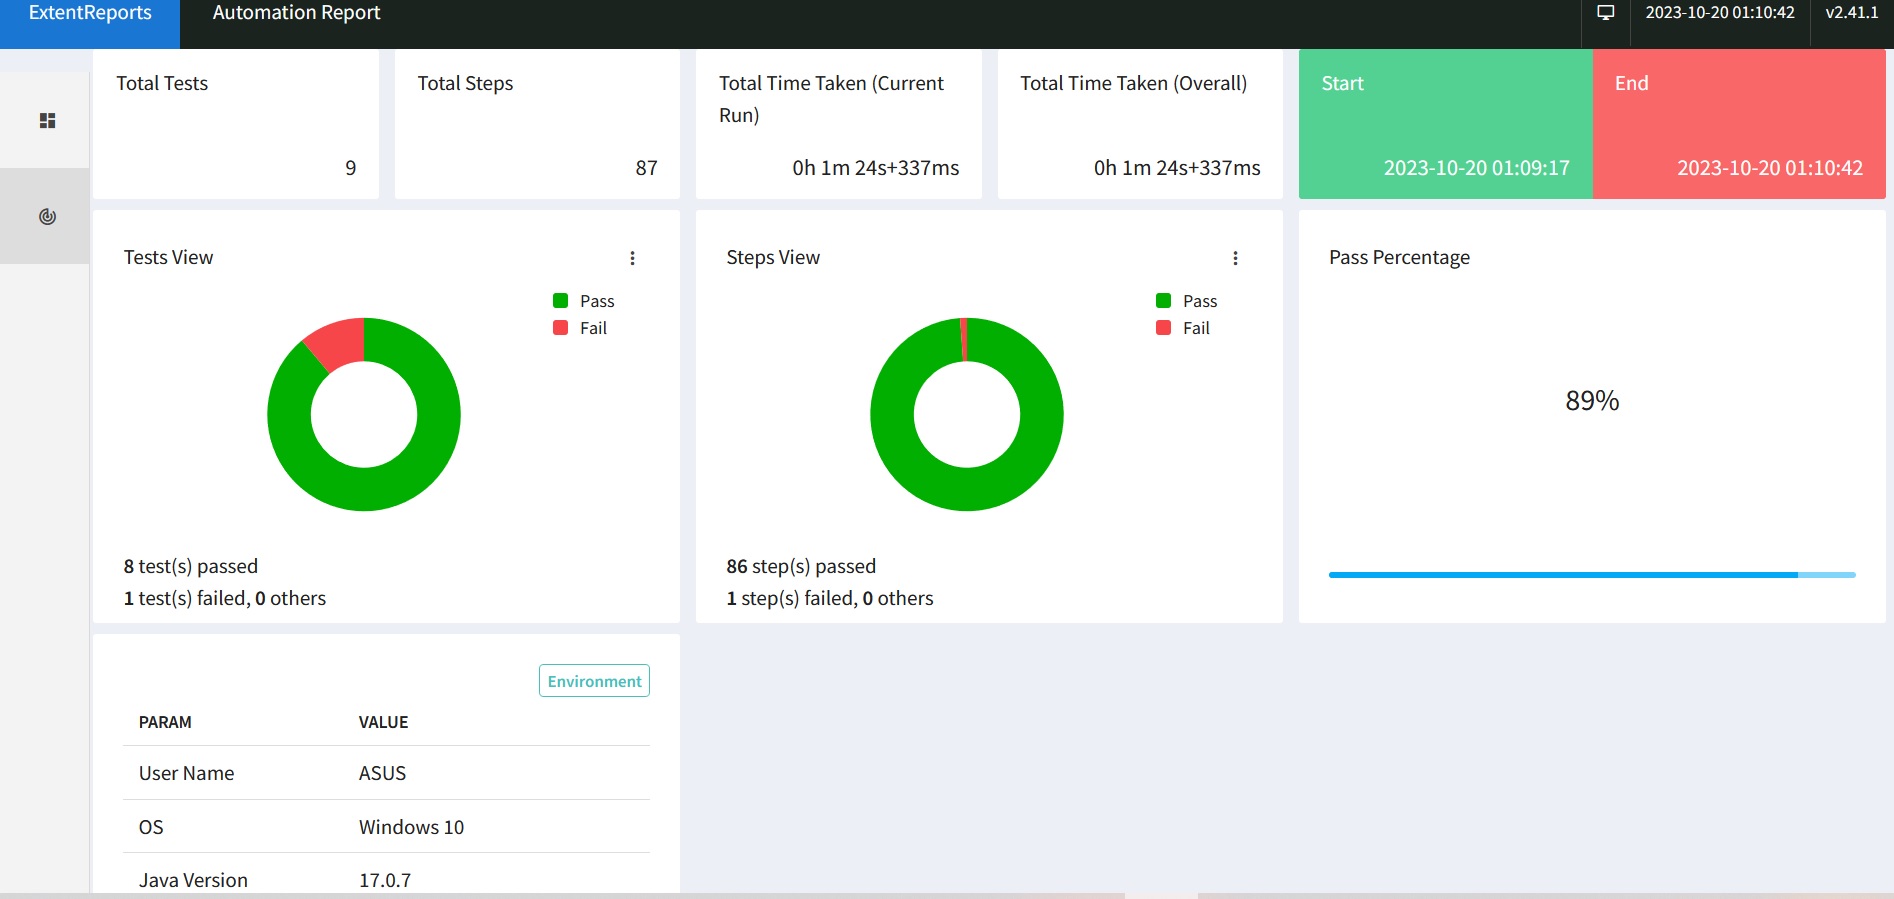 ExtentReports
Automation Report
2023-10-20 01:10:42
v2.41.1
Total Tests
9
Total Steps
87
Total Time Taken (Current
Run)
0h 1m 24s+337ms
Total Time Taken (Overall)
0h 1m 24s+337ms
Start
2023-10-20 01:09:17
End
2023-10-20 01:10:42
Tests View
Pass
Fail
8 test(s) passed
1 test(s) failed, 0 others
Steps View
Pass
Fail
86 step(s) passed
1 step(s) failed, 0 others
Pass Percentage
89%
Environment
PARAM VALUE
User Name ASUS
OS Windows 10
Java Version 17.0.7